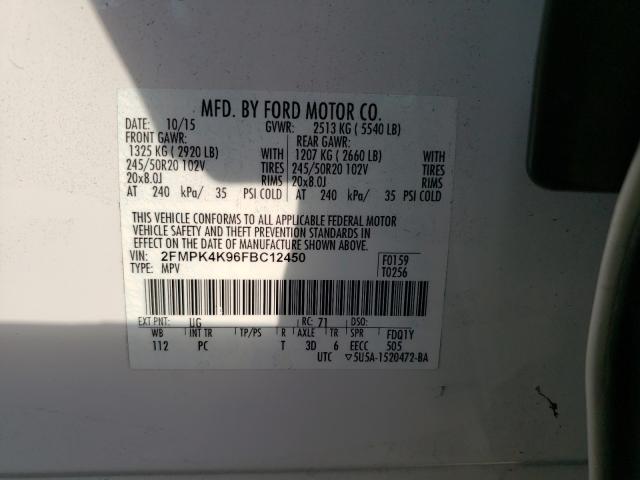 MFD. BY FORD MOTOR CO.
DATE: 10/15 GVWR: 2513 KG ( 5540 LB)
FRONT GAWR: REAR GAWR:
1325 KG ( 2920 LB) WITH 1207 KG ( 2660 LB) WITH
245/50R20 102V TIRES 245/50R20 102V TIRES
20x8.0J RIMS 20x8.0J RIMS
AT 240 kPa/ 35 PSI COLD AT 240 kPa/ 35 PSI COLD
THIS VEHICLE CONFORMS TO ALL APPLICABLE FEDERAL MOTOR
VEHICLE SAFETY AND THEFT PREVENTION STANDARDS IN
EFFECT ON THE DATE OF MANUFACTURE SHOWN ABOVE.
VIN: 2FMPK4K96FBC12450 F0159
TYPE: MPV T0256
EXT PNT: UG RC: 71 DSO:
WB INT TR TP/PS R AXLE TR SPR FDQ1Y
112 PC T 3D 6 EECC 505
UTC ▽5U5A-1520472-BA